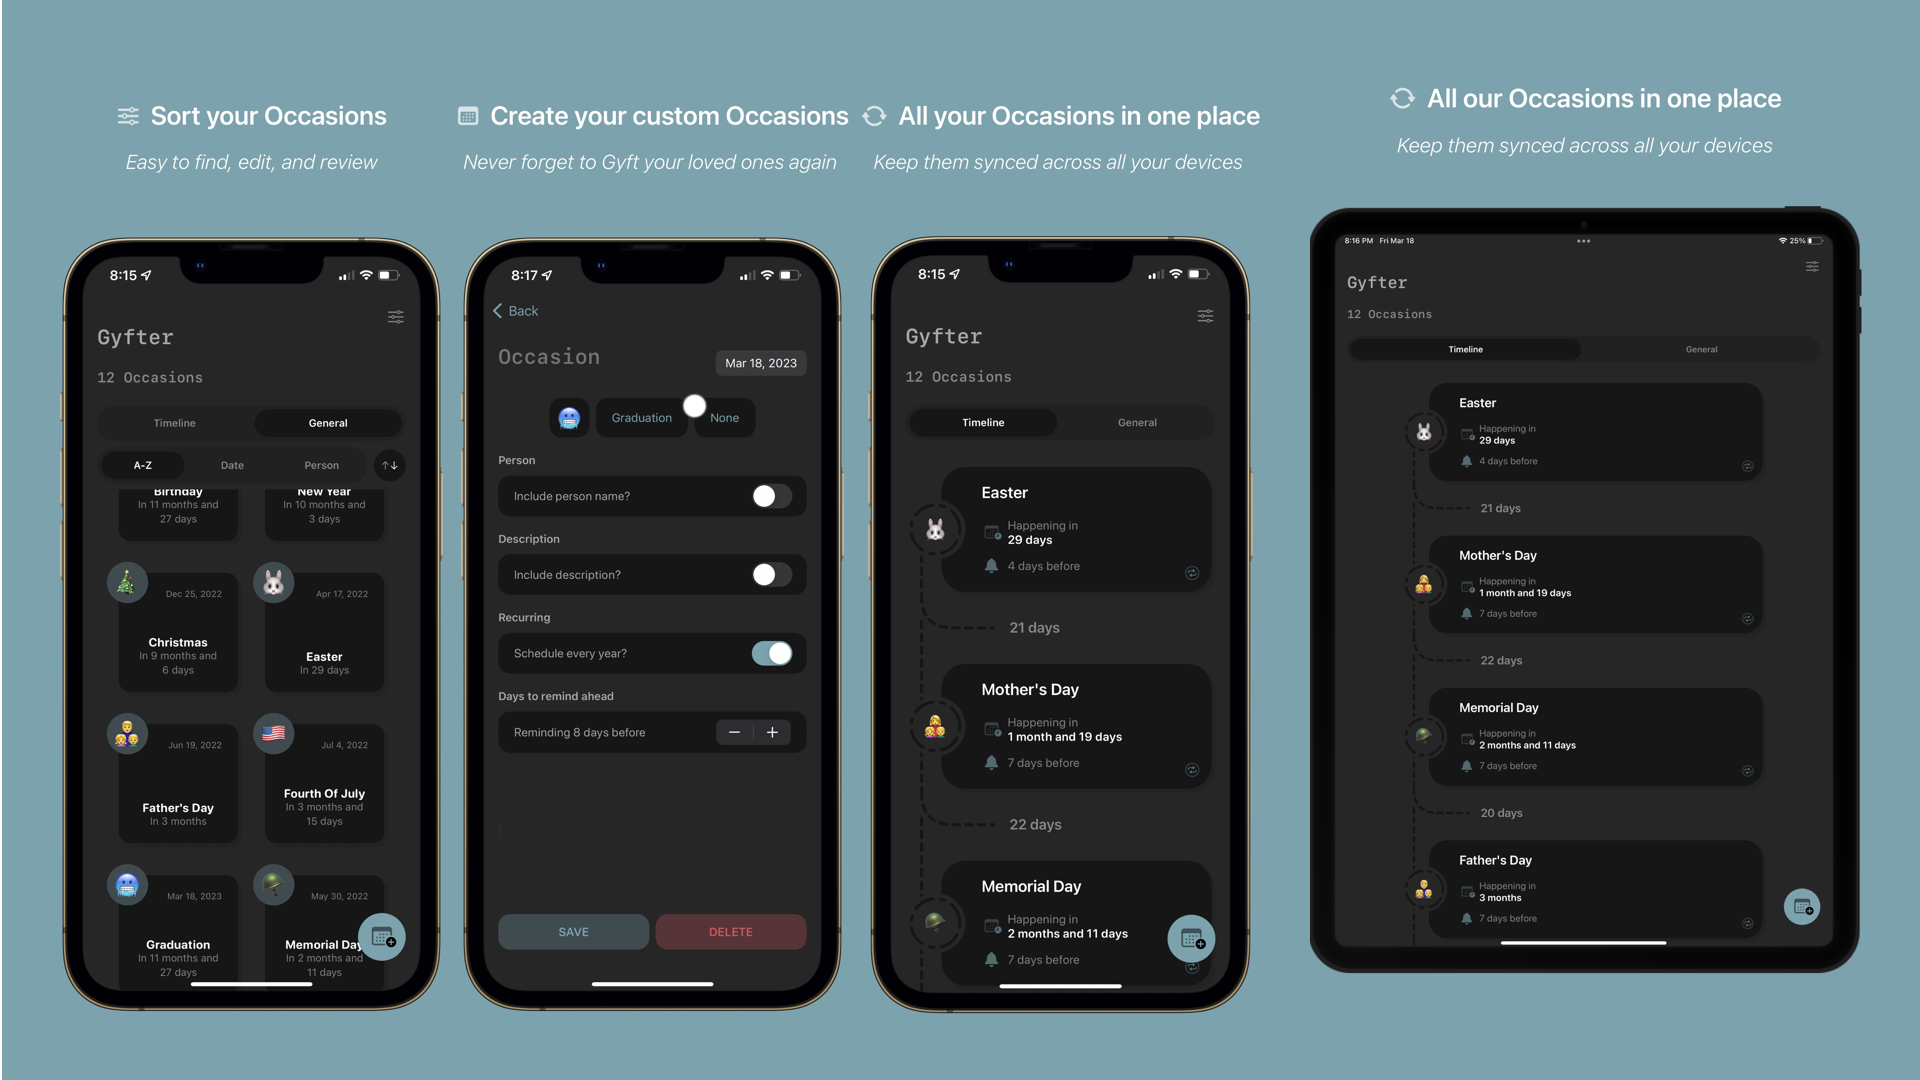 Sort your Occasions
Easy to find, edit, and review
8:15
Gyfter
12 Occasions
Timeline
General
A-Z
Date
Person
Birthday
In 11 months and
27 days
New Year
In 10 months and
3 days
Dec 25, 2022
Christmas
In 9 months and
6 days
Apr 17, 2022
Easter
In 29 days
Jun 19, 2022
Father's Day
In 3 months
Jul 4, 2022
Fourth Of July
In 3 months and
15 days
Mar 18, 2023
Graduation
In 11 months and
27 days
May 30, 2022
Memorial Day
In 2 months and
11 days
Create your custom Occasions
Never forget to Gyft your loved ones again
8:17
Back
Occasion
Mar 18, 2023
Graduation
None
Person
Include person name?
Description
Include description?
Recurring
Schedule every year?
Days to remind ahead
Reminding 8 days before
SAVE
DELETE
All your Occasions in one place
Keep them synced across all your devices
8:15
Gyfter
12 Occasions
Timeline
General
Easter
Happening in
29 days
4 days before
21 days
Mother's Day
Happening in
1 month and 19 days
7 days before
22 days
Memorial Day
Happening in
2 months and 11 days
7 days before
All our Occasions in one place
Keep them synced across all your devices
8:16 PM Fri Mar 18
25%
Gyfter
12 Occasions
Timeline
General
Easter
Happening in
29 days
4 days before
21 days
Mother's Day
Happening in
1 month and 19 days
7 days before
22 days
Memorial Day
Happening in
2 months and 11 days
7 days before
20 days
Father's Day
Happening in
3 months
7 days before